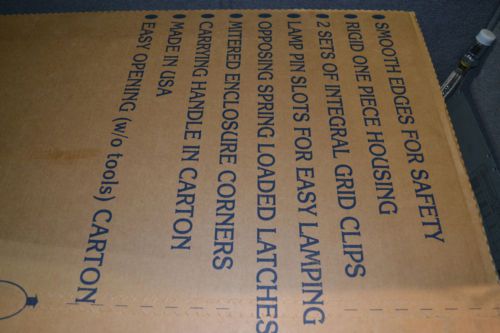 • SMOOTH EDGES FOR SAFETY
• RIGID ONE PIECE HOUSING
• 2 SETS OF INTEGRAL GRID CLIPS
• LAMP PIN SLOTS FOR EASY LAMPING
• OPPOSING SPRING LOADED LATCHES
• MITERED ENCLOSURE CORNERS
• CARRYING HANDLE IN CARTON
• MADE IN USA
• EASY OPENING (w/o tools) CARTON